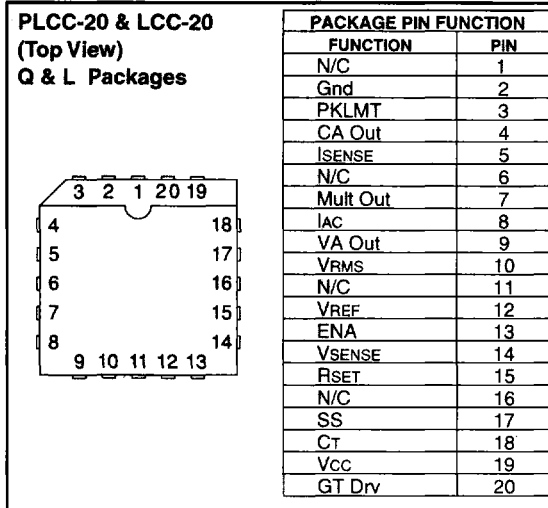 PLCC-20 & LCC-20
(Top View)
Q & L Packages
3 2 1 20 19
4 18
5 17
6 16
7 15
8 14
9 10 11 12 13
PACKAGE PIN FUNCTION
FUNCTION PIN
N/C 1
Gnd 2
PKLMT 3
CA Out 4
ISENSE 5
N/C 6
Mult Out 7
IAC 8
VA Out 9
VRMS 10
N/C 11
VREF 12
ENA 13
VSENSE 14
RSET 15
N/C 16
SS 17
CT 18
VCC 19
GT Drv 20